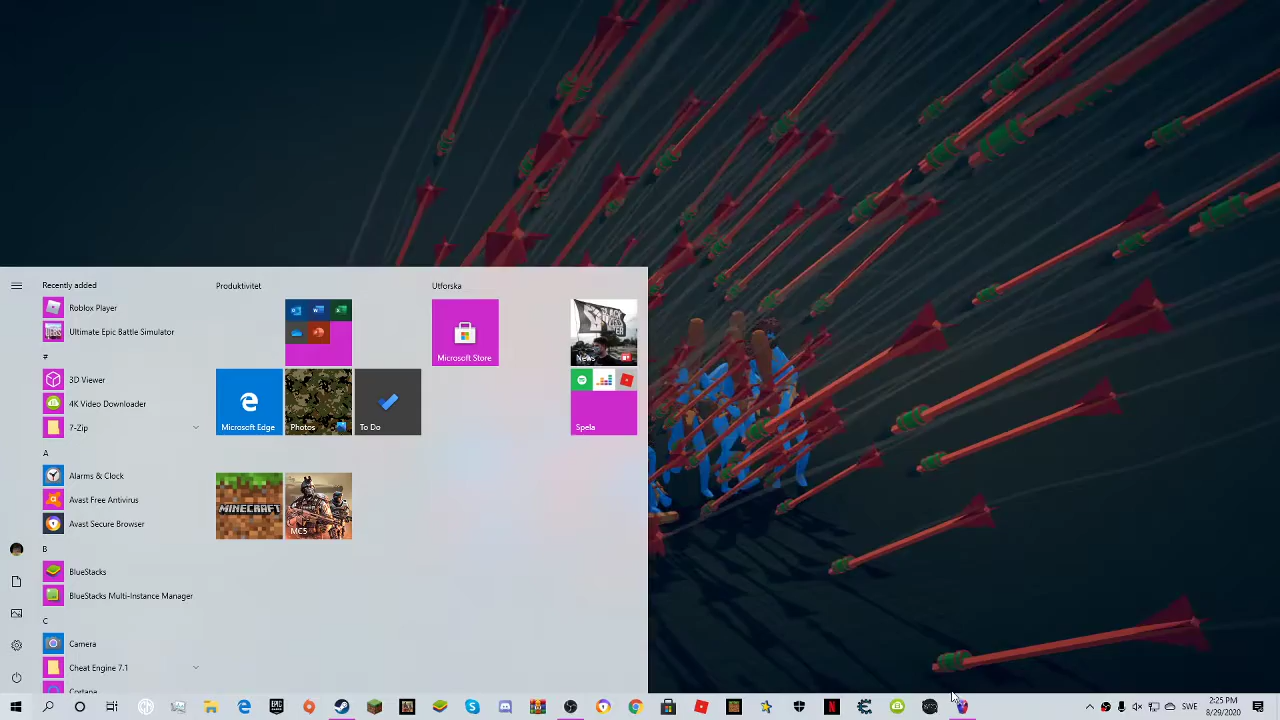 Recently added
Roblox Player
Ultimate Epic Battle Simulator
#
3D Viewer
4K Video Downloader
7-Zip
A
Alarms & Clock
Avast Free Antivirus
Avast Secure Browser
B
BlueStacks
BlueStacks Multi-Instance Manager
C
Camera
Cheat Engine 7.1
Produktivitet
Microsoft Edge
Photos
To Do
MINECRAFT
MC5
Utforska
Microsoft Store
News
Spela
EPIC
SWE
2:25 PM
8/29/2020